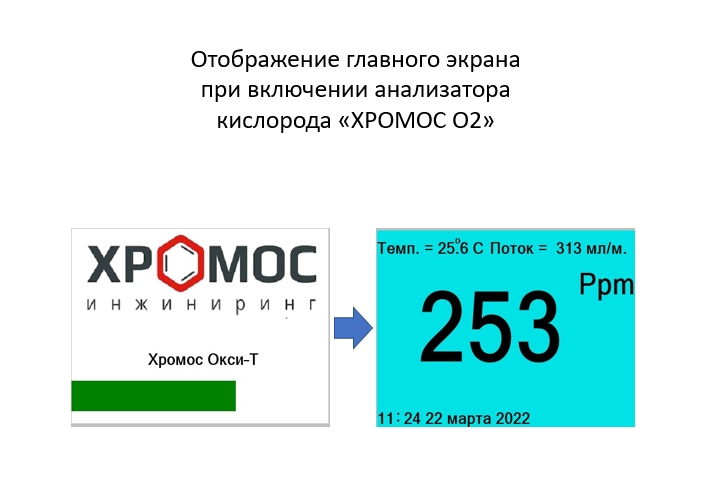 Отображение главного экрана
при включении анализатора
кислорода «ХРОМОС О2»
ХРОМОС
инжиниринг
Хромос Окси-Т
Темп. = 25.6 °С Поток = 313 мл/м.
Ppm
253
11:24 22 марта 2022